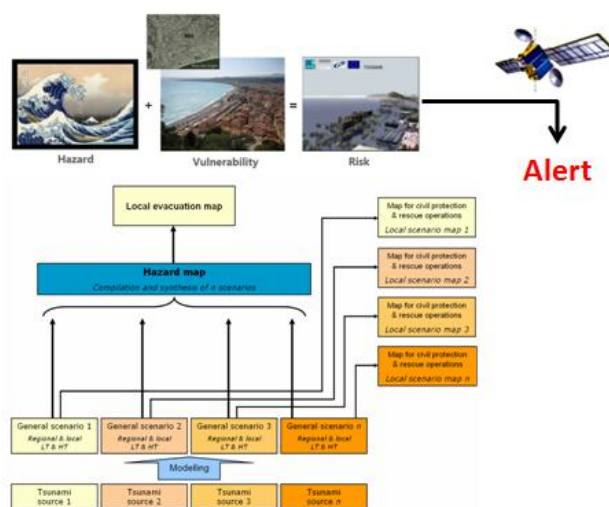 Hazard
+
Vulnerability
=
Risk
Alert
Local evacuation map
Hazard map
Compilation and synthesis of n scenarios
Map for civil protection
& rescue operations
Local scenario map 1
Map for civil protection
& rescue operations
Local scenario map 2
Map for civil protection
& rescue operations
Local scenario map 3
Map for civil protection
& rescue operations
Local scenario map n
General scenario 1
Regional & local
LT & HT
General scenario 2
Regional & local
LT & HT
General scenario 3
Regional & local
LT & HT
General scenario n
Regional & local
LT & HT
Modelling
Tsunami
source 1
Tsunami
source 2
Tsunami
source 3
Tsunami
source n